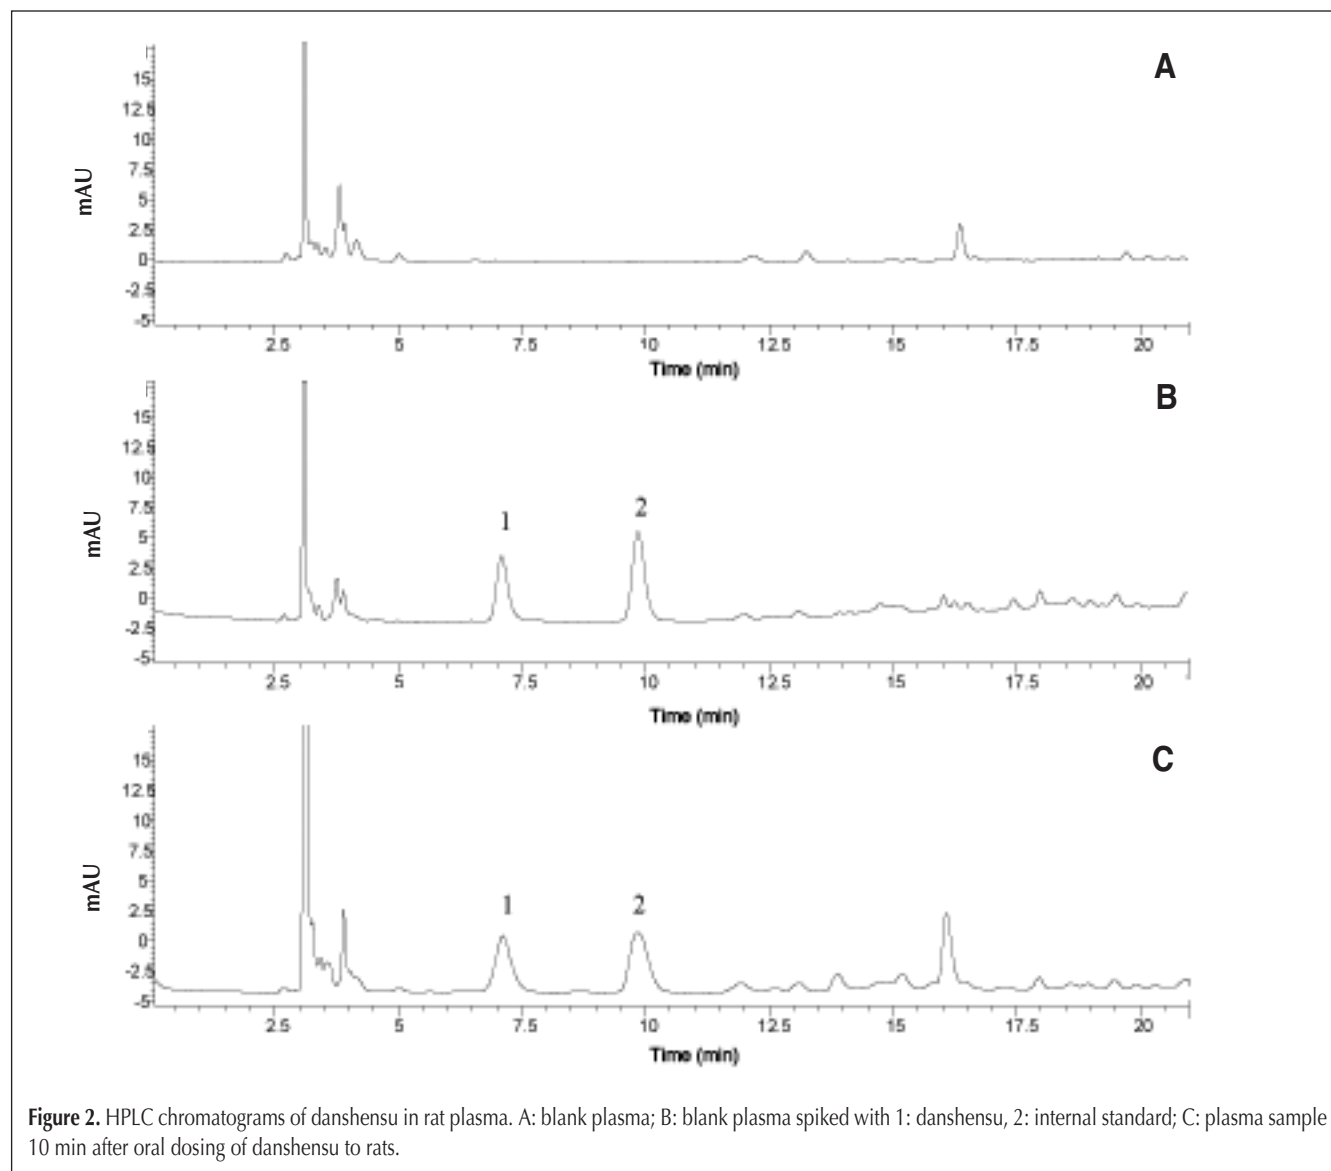 A
15
12.5
10
7.5
5
2.5
0
-2.5
-5
mAU
2.5 5 7.5 10 12.5 15 17.5 20
Time (min)
B
15
12.5
10
7.5
5
2.5
0
-2.5
-5
mAU
1 2
2.5 5 7.5 10 12.5 15 17.5 20
Time (min)
C
15
12.5
10
7.5
5
2.5
0
-2.5
-5
mAU
1 2
2.5 5 7.5 10 12.5 15 17.5 20
Time (min)
Figure 2. HPLC chromatograms of danshensu in rat plasma. A: blank plasma; B: blank plasma spiked with 1: danshensu, 2: internal standard; C: plasma sample
10 min after oral dosing of danshensu to rats.